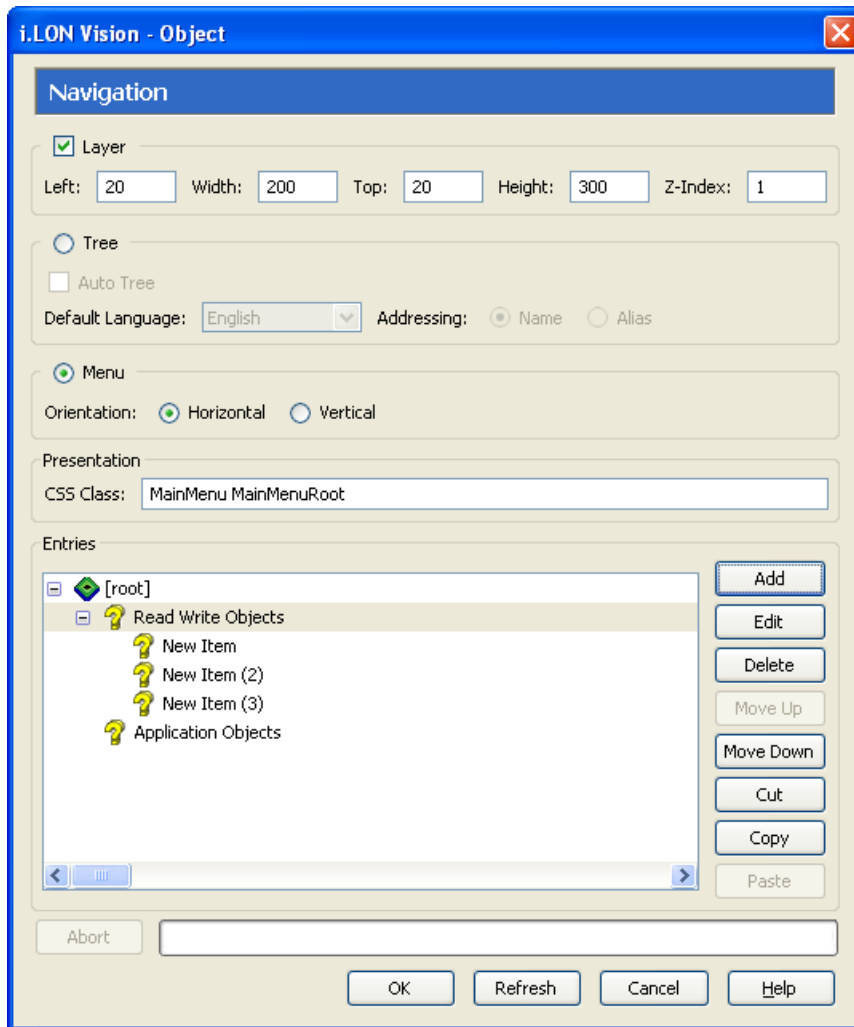 i.LON Vision - Object
Navigation
Layer
Left: 20 Width: 200 Top: 20 Height: 300 Z-Index: 1
Tree
Auto Tree
Default Language: English Addressing: Name Alias
Menu
Orientation: Horizontal Vertical
Presentation
CSS Class: MainMenu MainMenuRoot
Entries
[root]
Read Write Objects
New Item
New Item (2)
New Item (3)
Application Objects
Add
Edit
Delete
Move Up
Move Down
Cut
Copy
Paste
Abort
OK Refresh Cancel Help